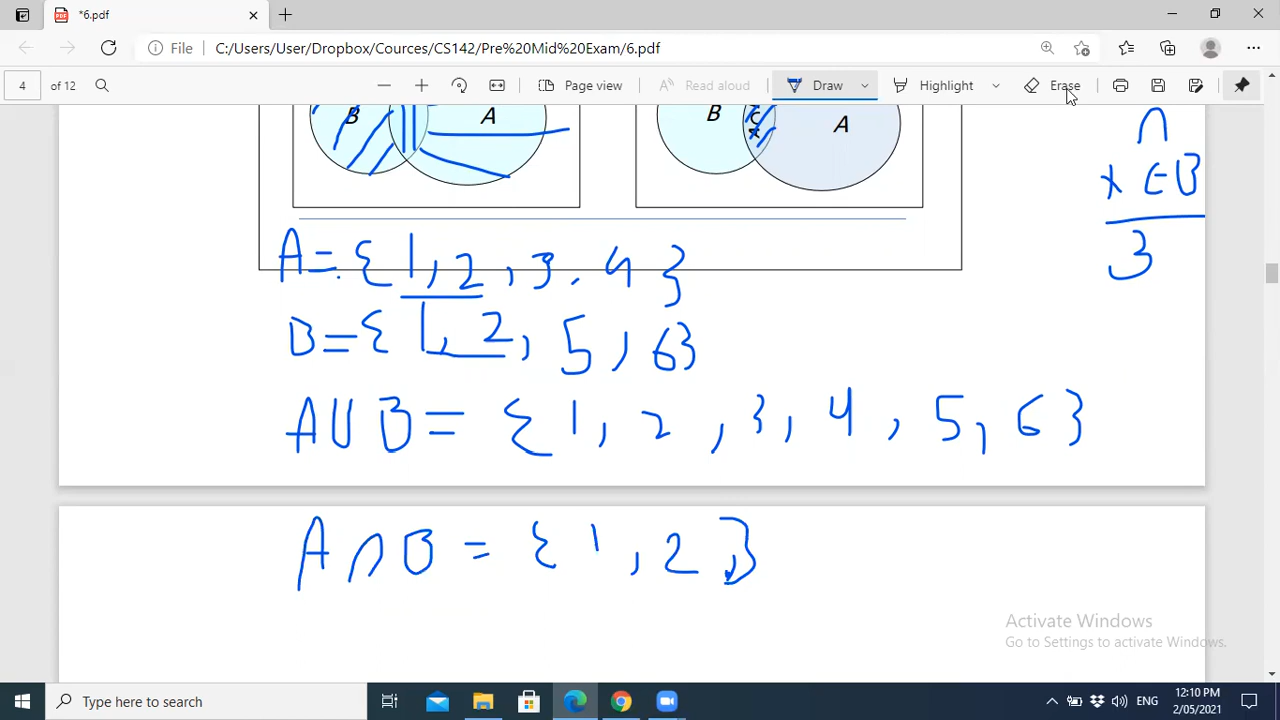 *6.pdf
File C:/Users/User/Dropbox/Cources/CS142/Pre%20Mid%20Exam/6.pdf
4 of 12 Page view Read aloud Draw Highlight Erase
B A B A
∩
x ∈ B
3
A = { 1, 2, 3. 4 }
B = { 1, 2, 5, 6}
A ∪ B = { 1, 2, 3, 4, 5, 6 }
A ∩ B = { 1, 2 }
Activate Windows
Go to Settings to activate Windows.
Type here to search
ENG
12:10 PM
2/05/2021